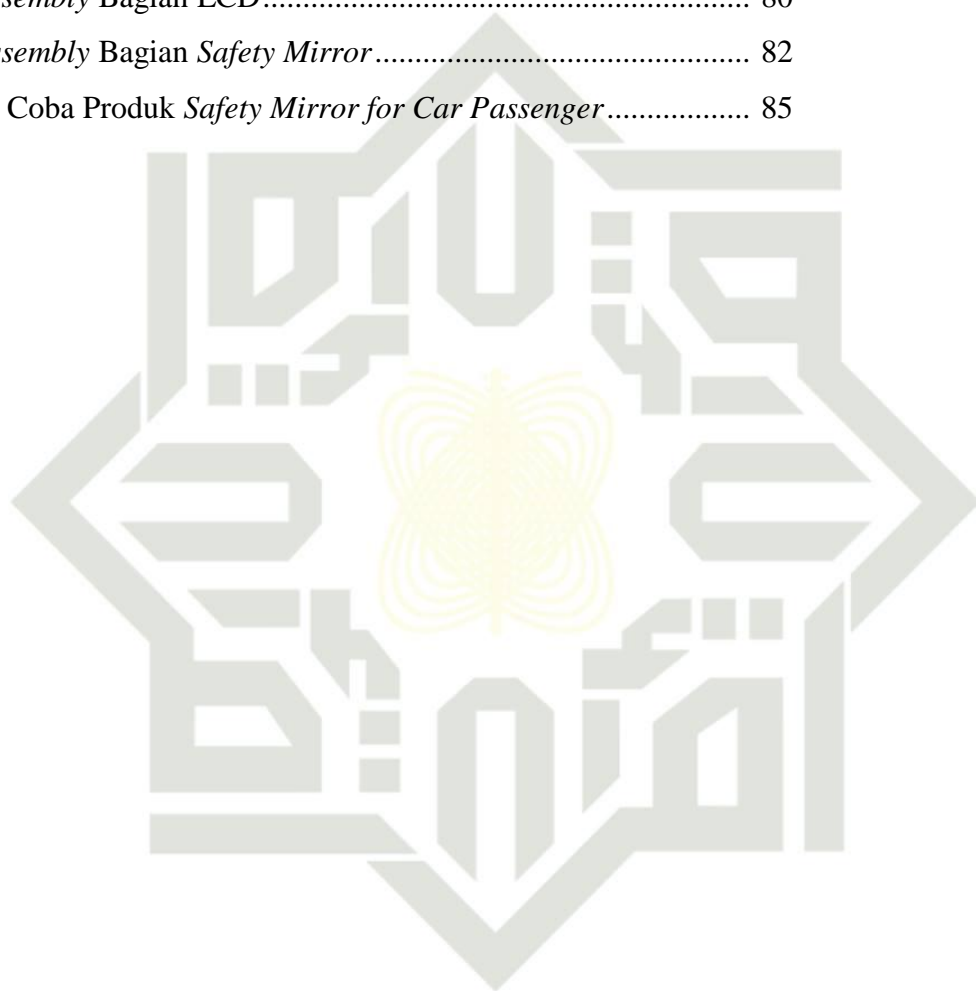 Bagian LCD........................................................................ 80
Bagian Safety Mirror........................................................ 82
Coba Produk Safety Mirror for Car Passenger................. 85